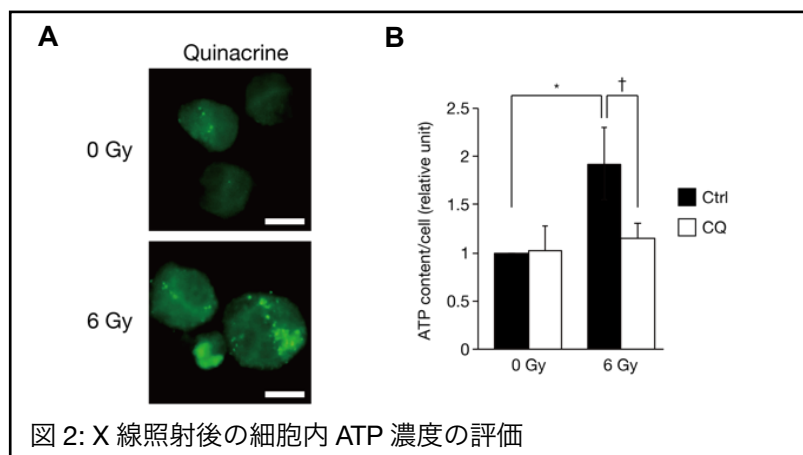 A
Quinacrine
0 Gy
6 Gy
B
*
†
ATP content/cell (relative unit)
2.5
2
1.5
1
0.5
0
0 Gy
6 Gy
Ctrl
CQ
図 2: X 線照射後の細胞内 ATP 濃度の評価